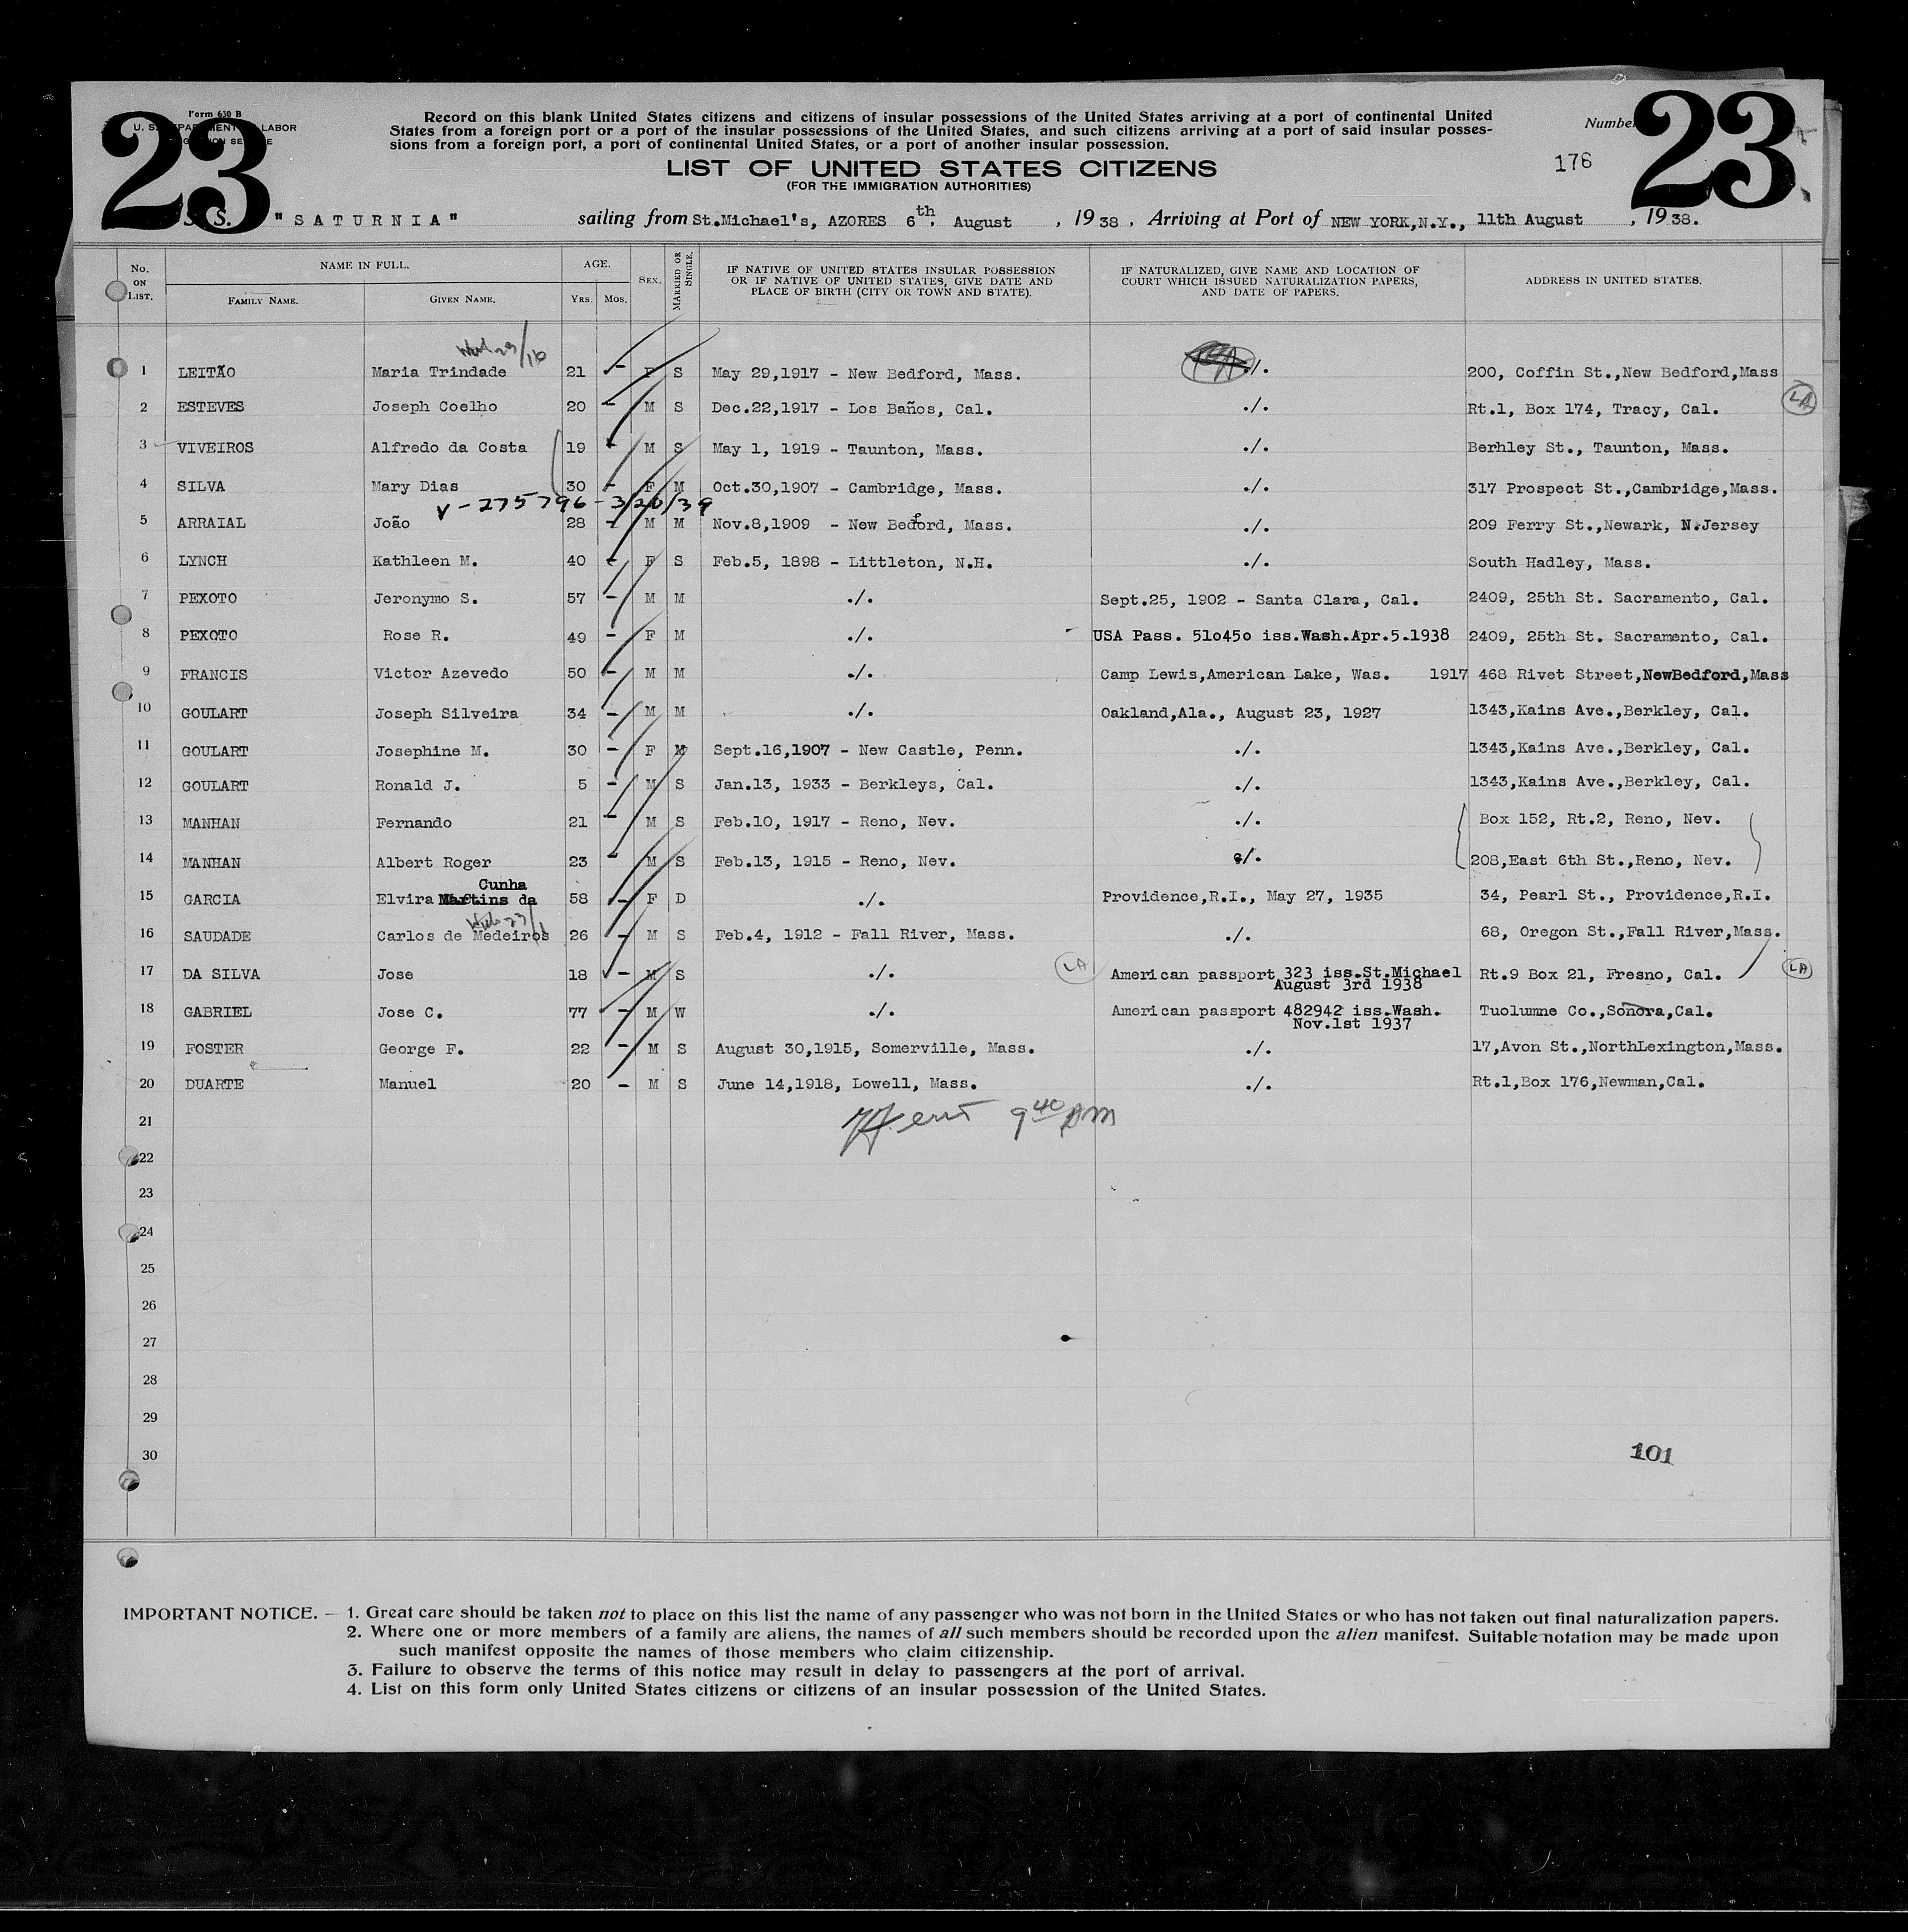 23
Form 630 B
U. S. DEPARTMENT OF LABOR
Record on this blank United States citizens and citizens of insular possessions of the United States arriving at a port of continental United
States from a foreign port or a port of the insular possessions of the United States, and such citizens arriving at a port of said insular posses-
sions from a foreign port, a port of continental United States, or a port of another insular possession.
Number
23
176
LIST OF UNITED STATES CITIZENS
(FOR THE IMMIGRATION AUTHORITIES)
S. S. "SATURNIA" sailing from St.Michael's, AZORES 6th. August , 1938, Arriving at Port of NEW YORK,N.Y., 11th August , 1938.
No. ON LIST. NAME IN FULL. FAMILY NAME. GIVEN NAME. AGE. YRS. MOS. SEX. MARRIED OR SINGLE. IF NATIVE OF UNITED STATES INSULAR POSSESSION OR IF NATIVE OF UNITED STATES, GIVE DATE AND PLACE OF BIRTH (CITY OR TOWN AND STATE). IF NATURALIZED, GIVE NAME AND LOCATION OF COURT WHICH ISSUED NATURALIZATION PAPERS, AND DATE OF PAPERS. ADDRESS IN UNITED STATES.
1 LEITÃO Maria Trindade 21 - F S May 29,1917 - New Bedford, Mass. ./. 200, Coffin St.,New Bedford,Mass
2 ESTEVES Joseph Coelho 20 - M S Dec.22,1917 - Los Baños, Cal. ./. Rt.1, Box 174, Tracy, Cal. LA
3 VIVEIROS Alfredo da Costa 19 - M S May 1, 1919 - Taunton, Mass. ./. Berhley St., Taunton, Mass.
4 SILVA Mary Dias 30 - F M Oct.30,1907 - Cambridge, Mass. ./. 317 Prospect St.,Cambridge,Mass.
V-275796-3/20/39
5 ARRAIAL João 28 - M M Nov.8,1909 - New Bedford, Mass. ./. 209 Ferry St.,Newark, N.Jersey
6 LYNCH Kathleen M. 40 - F S Feb.5, 1898 - Littleton, N.H. ./. South Hadley, Mass.
7 PEXOTO Jeronymo S. 57 - M M ./. Sept.25, 1902 - Santa Clara, Cal. 2409, 25th St. Sacramento, Cal.
8 PEXOTO Rose R. 49 - F M ./. USA Pass. 51o45o iss.Wash.Apr.5.1938 2409, 25th St. Sacramento, Cal.
9 FRANCIS Victor Azevedo 50 - M M ./. Camp Lewis,American Lake, Was. 1917 468 Rivet Street,NewBedford,Mass
10 GOULART Joseph Silveira 34 - M M ./. Oakland,Ala., August 23, 1927 1343,Kains Ave.,Berkley, Cal.
11 GOULART Josephine M. 30 - F M Sept.16,1907 - New Castle, Penn. ./. 1343,Kains Ave.,Berkley, Cal.
12 GOULART Ronald J. 5 - M S Jan.13, 1933 - Berkleys, Cal. ./. 1343,Kains Ave.,Berkley, Cal.
13 MANHAN Fernando 21 - M S Feb.10, 1917 - Reno, Nev. ./. Box 152, Rt.2, Reno, Nev.
14 MANHAN Albert Roger 23 - M S Feb.13, 1915 - Reno, Nev. ./. 208,East 6th St.,Reno, Nev.
Cunha
15 GARCIA Elvira Martins da 58 - F D ./. Providence,R.I., May 27, 1935 34, Pearl St., Providence,R.I.
16 SAUDADE Carlos de Medeiros 26 - M S Feb.4, 1912 - Fall River, Mass. ./. 68, Oregon St.,Fall River,Mass.
17 DA SILVA Jose 18 - M S ./. LA American passport 323 iss.St.Michael Rt.9 Box 21, Fresno, Cal. LA
August 3rd 1938
18 GABRIEL Jose C. 77 - M W ./. American passport 482942 iss.Wash. Tuolumne Co.,Sonora,Cal.
Nov.1st 1937
19 FOSTER George F. 22 - M S August 30,1915, Somerville, Mass. ./. 17,Avon St.,NorthLexington,Mass.
20 DUARTE Manuel 20 - M S June 14,1918, Lowell, Mass. ./. Rt.1,Box 176,Newman,Cal.
21
9 40 AM
22
23
24
25
26
27
28
29
30
101
IMPORTANT NOTICE. — 1. Great care should be taken not to place on this list the name of any passenger who was not born in the United States or who has not taken out final naturalization papers.
2. Where one or more members of a family are aliens, the names of all such members should be recorded upon the alien manifest. Suitable notation may be made upon
such manifest opposite the names of those members who claim citizenship.
3. Failure to observe the terms of this notice may result in delay to passengers at the port of arrival.
4. List on this form only United States citizens or citizens of an insular possession of the United States.